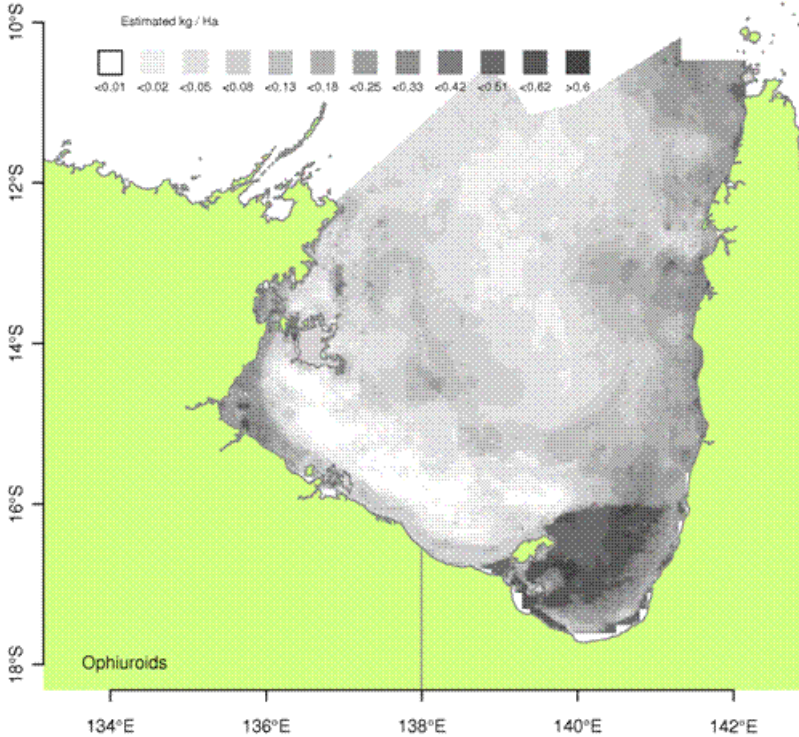 Estimated kg / Ha
<0.01 <0.02 <0.05 <0.08 <0.13 <0.18 <0.25 <0.33 <0.42 <0.51 <0.62 >0.6
10°S
12°S
14°S
16°S
18°S
Ophiuroids
134°E 136°E 138°E 140°E 142°E